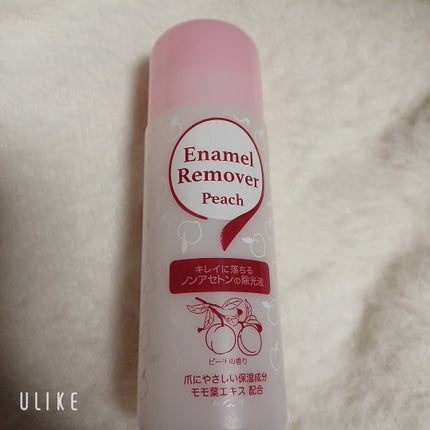 Enamel
Remover
Peach
キレイに落ちる
ノンアセトンの除光液
ピーチの香り
爪にやさしい保湿成分
モモ葉エキス 配合
ULIKE